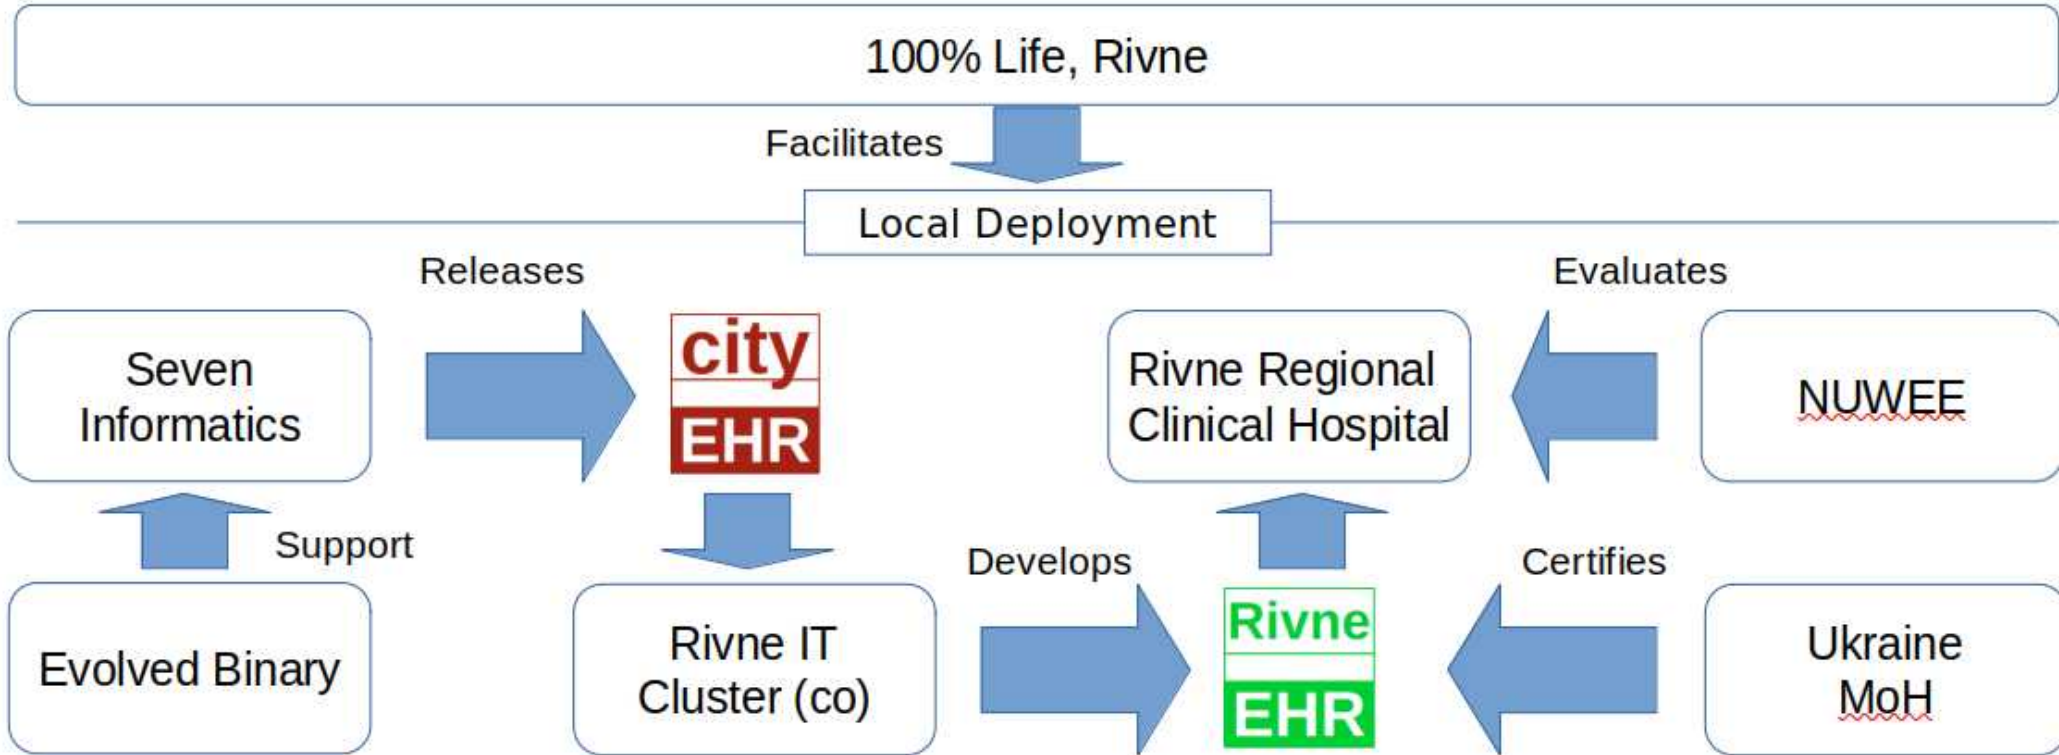 100% Life, Rivne
Facilitates
Local Deployment
Releases
Evaluates
Seven
Informatics
city
EHR
Rivne Regional
Clinical Hospital
NUWEE
Support
Develops
Certifies
Evolved Binary
Rivne IT
Cluster (co)
Rivne
EHR
Ukraine
MoH